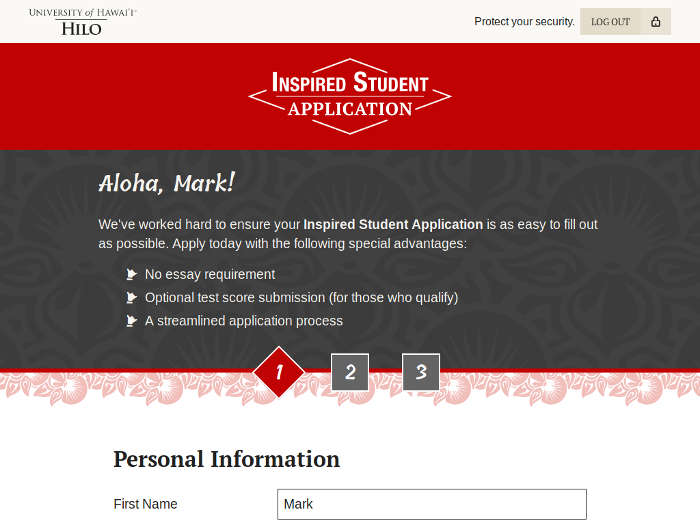 UNIVERSITY of HAWAI‘I®
HILO
Protect your security.
LOG OUT
INSPIRED STUDENT
APPLICATION
Aloha, Mark!
We've worked hard to ensure your Inspired Student Application is as easy to fill out
as possible. Apply today with the following special advantages:
No essay requirement
Optional test score submission (for those who qualify)
A streamlined application process
1
2
3
Personal Information
First Name
Mark